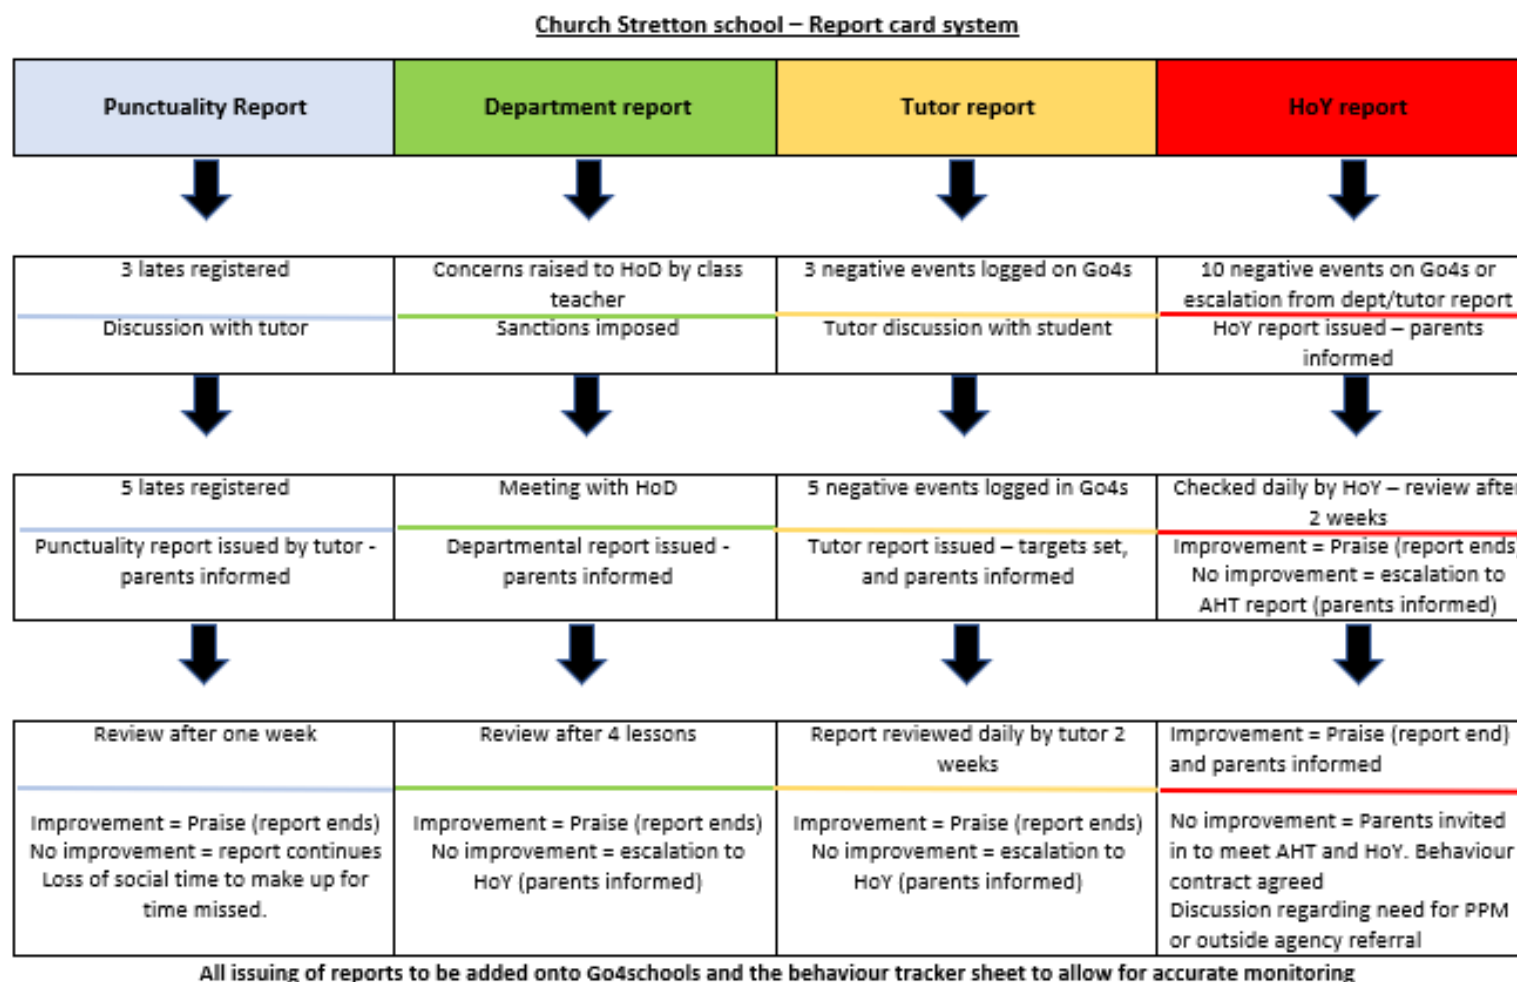 Church Stretton school – Report card system
Punctuality Report
Department report
Tutor report
HoY report
3 lates registered
Discussion with tutor
Concerns raised to HoD by class
teacher
Sanctions imposed
3 negative events logged on Go4s
Tutor discussion with student
10 negative events on Go4s or
escalation from dept/tutor report
HoY report issued – parents
informed
5 lates registered
Punctuality report issued by tutor -
parents informed
Meeting with HoD
Departmental report issued -
parents informed
5 negative events logged in Go4s
Tutor report issued – targets set,
and parents informed
Checked daily by HoY – review after
2 weeks
Improvement = Praise (report ends)
No improvement = escalation to
AHT report (parents informed)
Review after one week
Improvement = Praise (report ends)
No improvement = report continues
Loss of social time to make up for
time missed.
Review after 4 lessons
Improvement = Praise (report ends)
No improvement = escalation to
HoY (parents informed)
Report reviewed daily by tutor 2
weeks
Improvement = Praise (report ends)
No improvement = escalation to
HoY (parents informed)
Improvement = Praise (report end)
and parents informed
No improvement = Parents invited
in to meet AHT and HoY. Behaviour
contract agreed
Discussion regarding need for PPM
or outside agency referral
All issuing of reports to be added onto Go4schools and the behaviour tracker sheet to allow for accurate monitoring